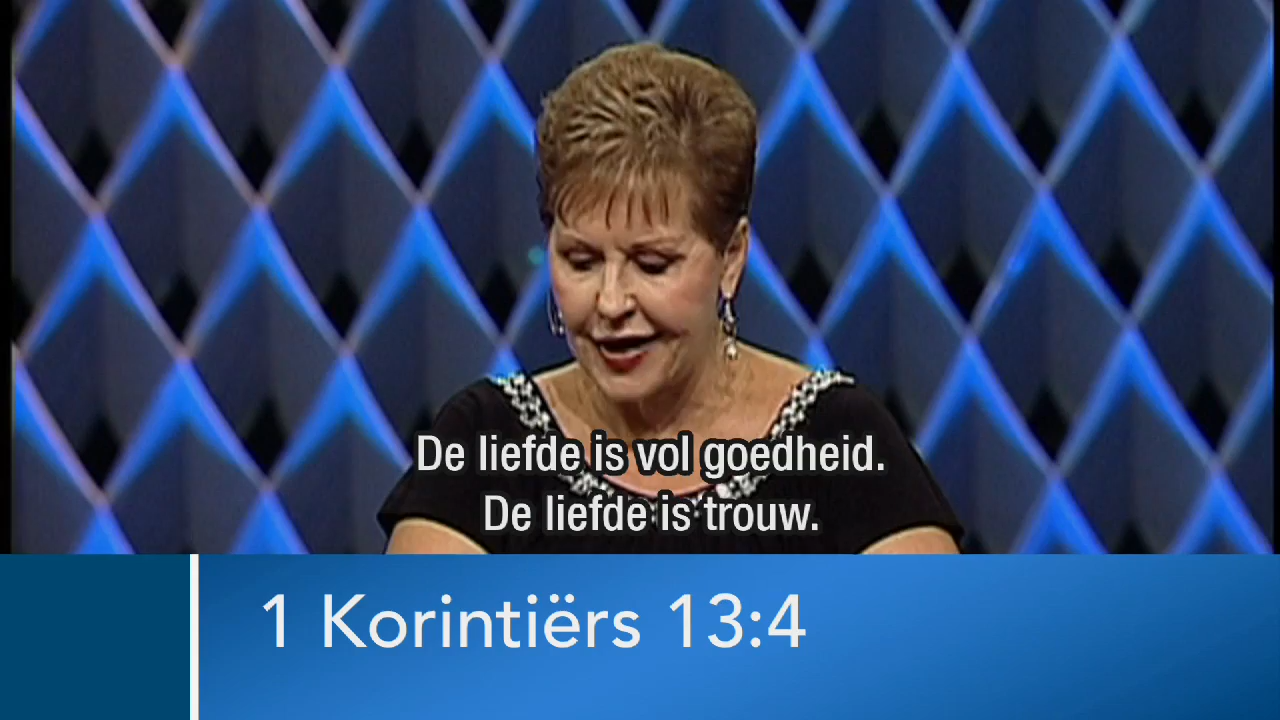 De liefde is vol goedheid.
De liefde is trouw.
1 Korintiërs 13:4